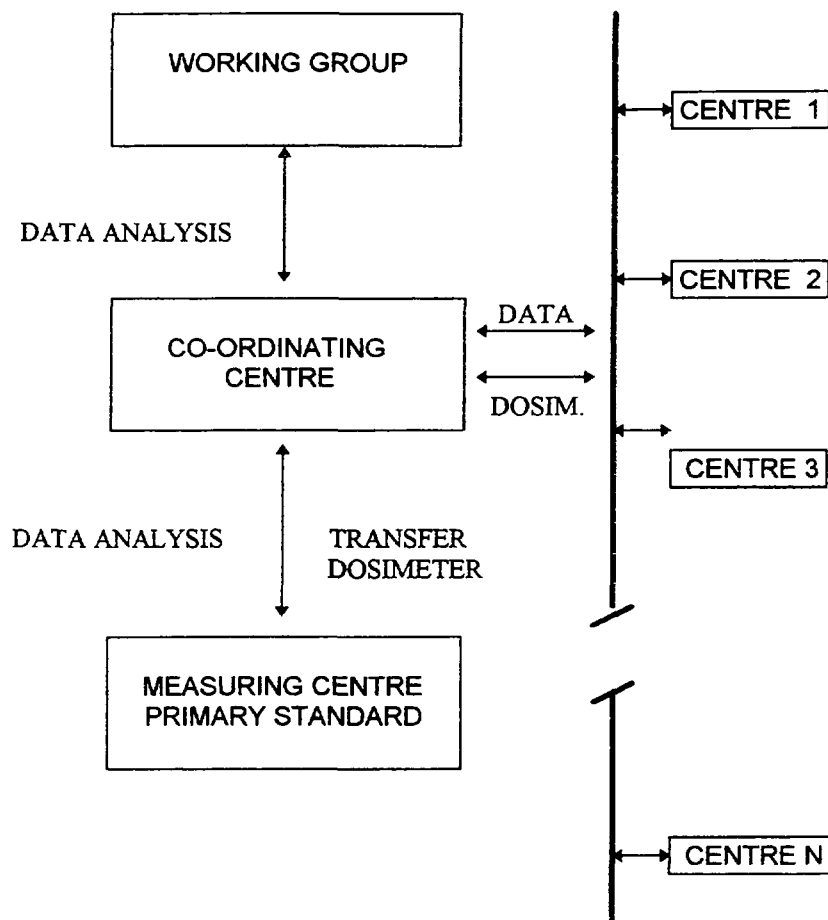 WORKING GROUP
CENTRE 1
DATA ANALYSIS
CENTRE 2
CO-ORDINATING
CENTRE
DATA
DOSIM.
CENTRE 3
DATA ANALYSIS
TRANSFER
DOSIMETER
MEASURING CENTRE
PRIMARY STANDARD
CENTRE N